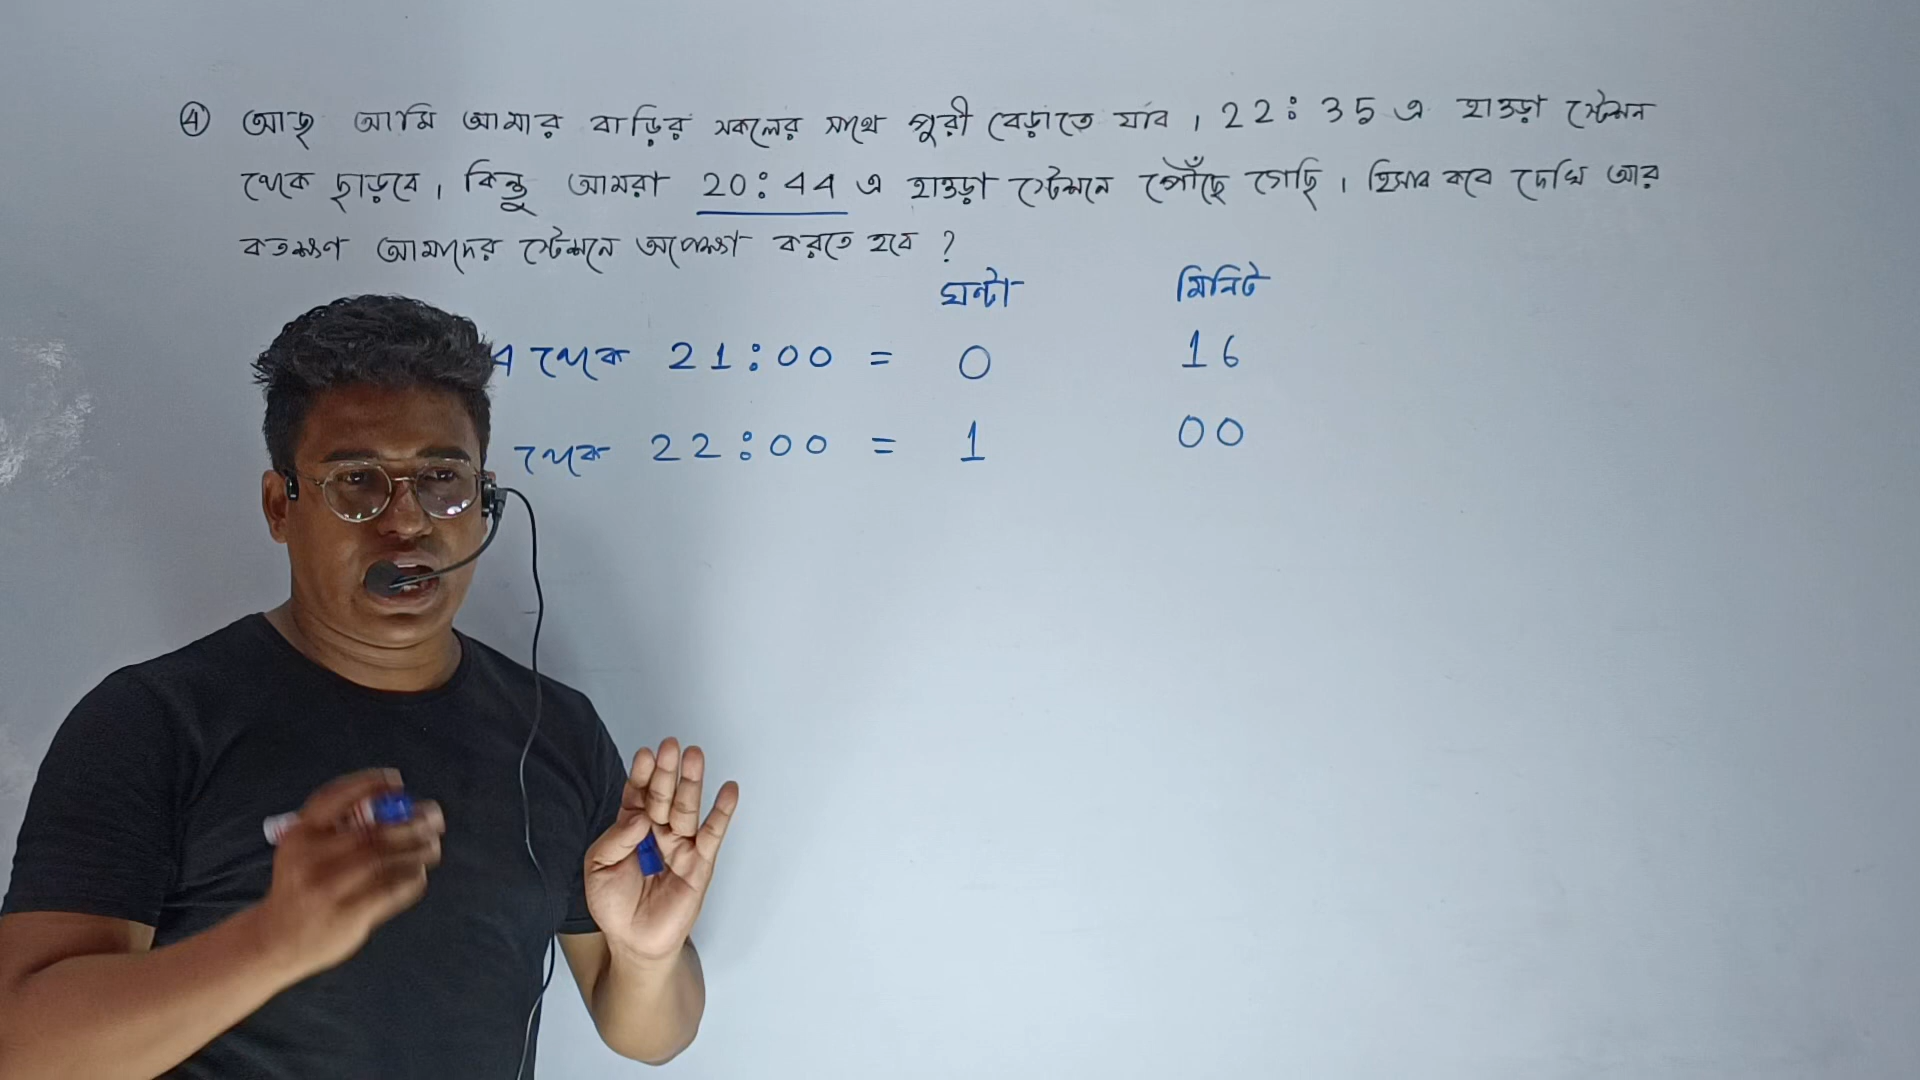 ④ আজ আমি আমার বাড়ির সকলের সাথে পুরী বেড়াতে যাব। 22:35 এ হাওড়া স্টেশন
থেকে ছাড়বে। কিন্তু আমরা 20:44 এ হাওড়া স্টেশনে পৌঁছে গেছি। হিসাব করে দেখি আর
কতক্ষণ আমাদের স্টেশনে অপেক্ষা করতে হবে ?
ঘন্টা মিনিট
4 থেকে 21:00 = 0 16
থেকে 22:00 = 1 00